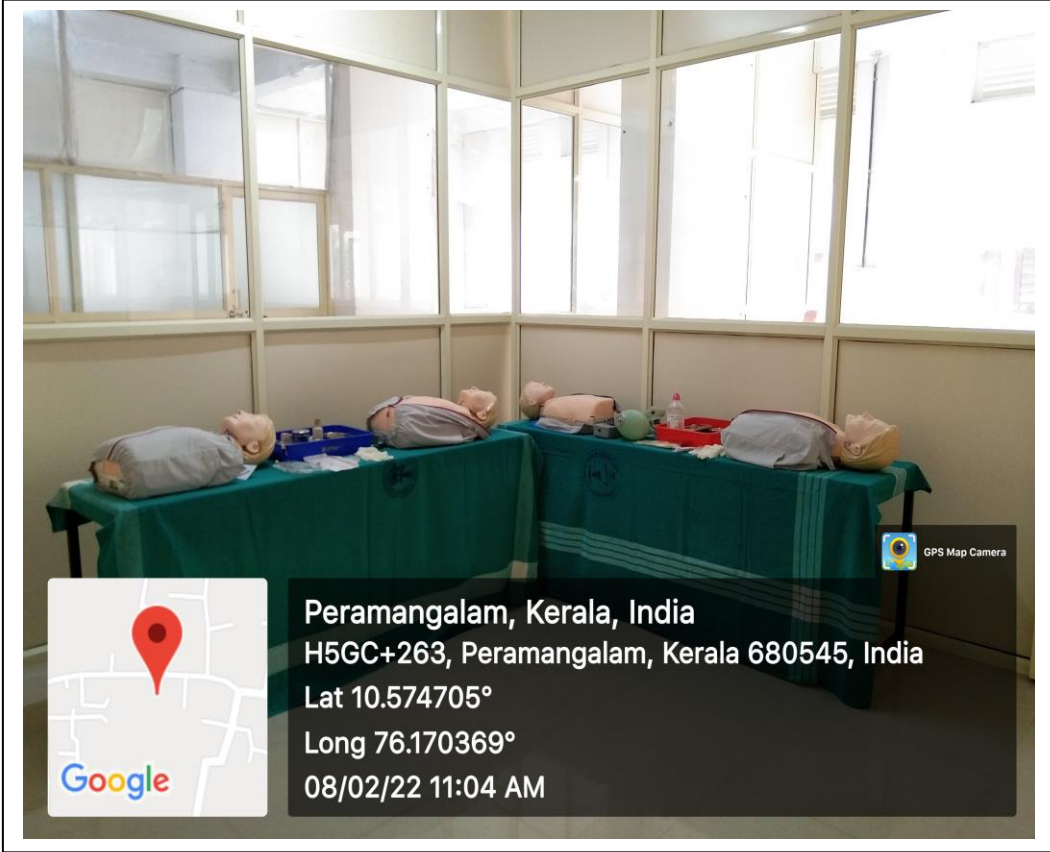 GPS Map Camera
Peramangalam, Kerala, India
H5GC+263, Peramangalam, Kerala 680545, India
Lat 10.574705°
Long 76.170369°
08/02/22 11:04 AM
Google